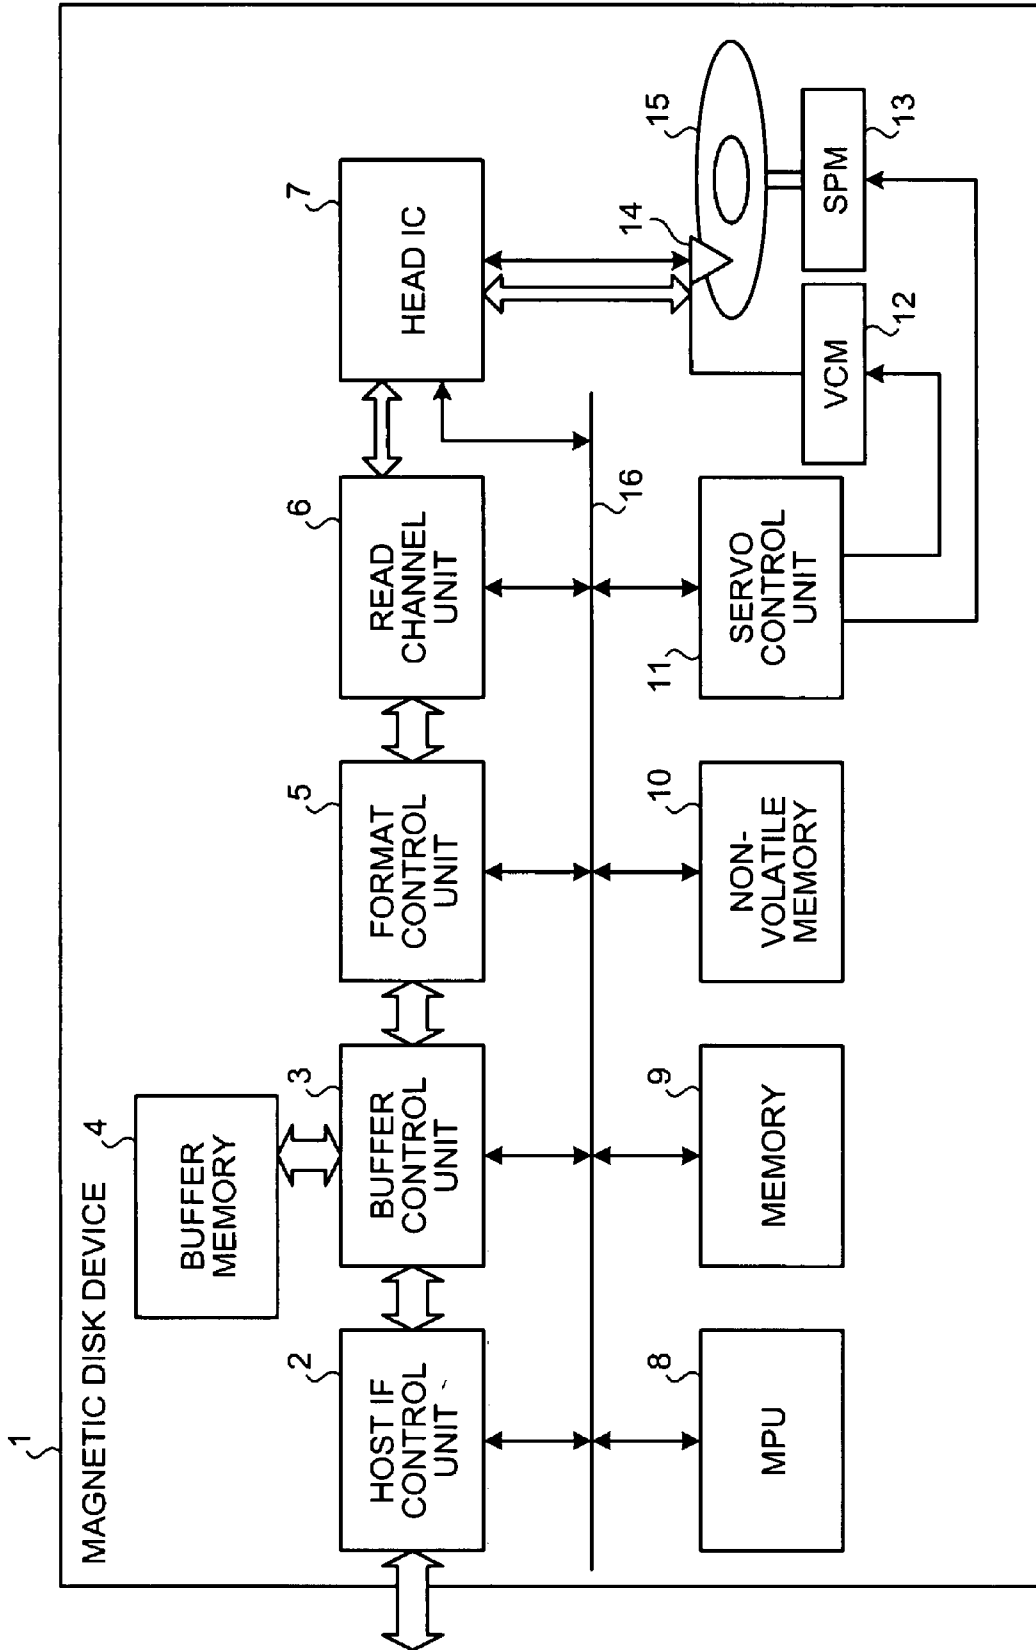 1
MAGNETIC DISK DEVICE
4
BUFFER
MEMORY
2
HOST IF
CONTROL
UNIT
3
BUFFER
CONTROL
UNIT
5
FORMAT
CONTROL
UNIT
6
READ
CHANNEL
UNIT
7
HEAD IC
16
8
MPU
9
MEMORY
10
NON-
VOLATILE
MEMORY
11
SERVO
CONTROL
UNIT
14
15
12
VCM
13
SPM